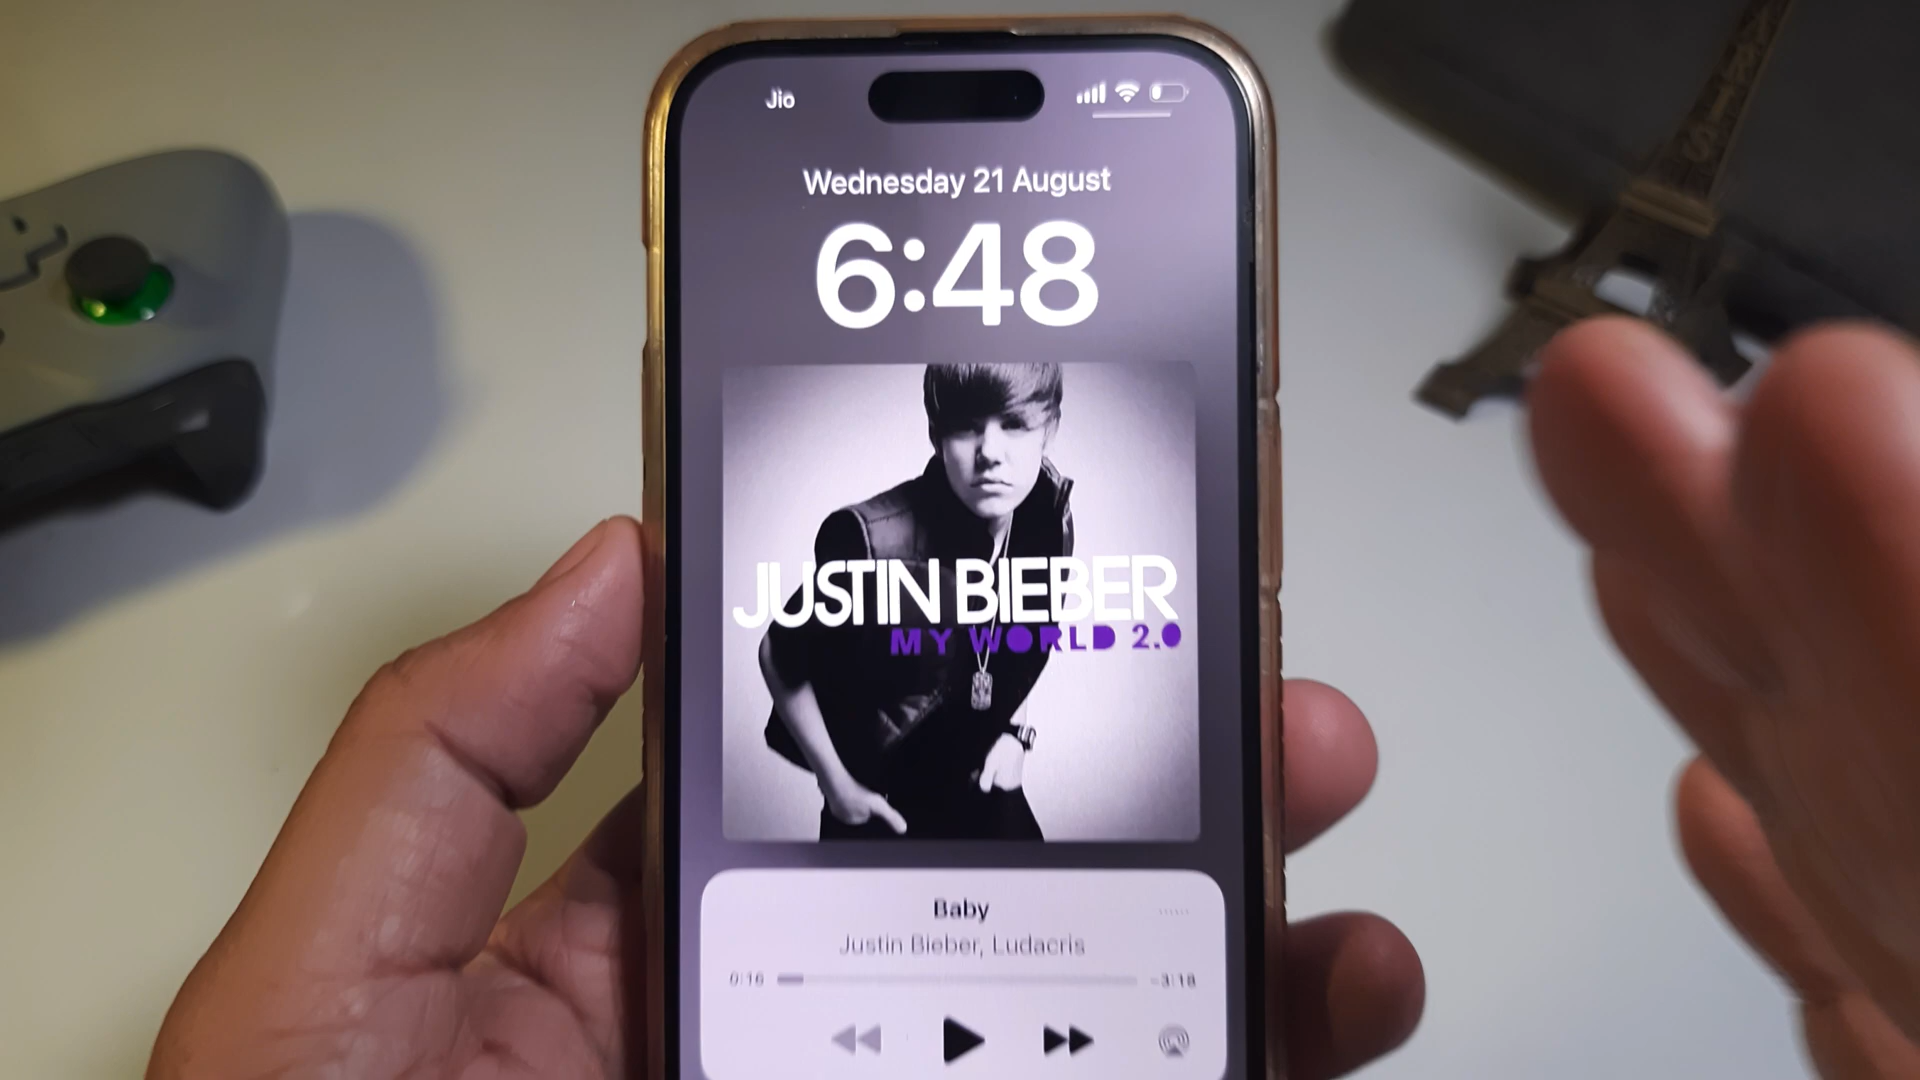 Jio
Wednesday 21 August
6:48
JUSTIN BIEBER
MY WORLD 2.0
Baby
Justin Bieber, Ludacris
0:16 -3:18